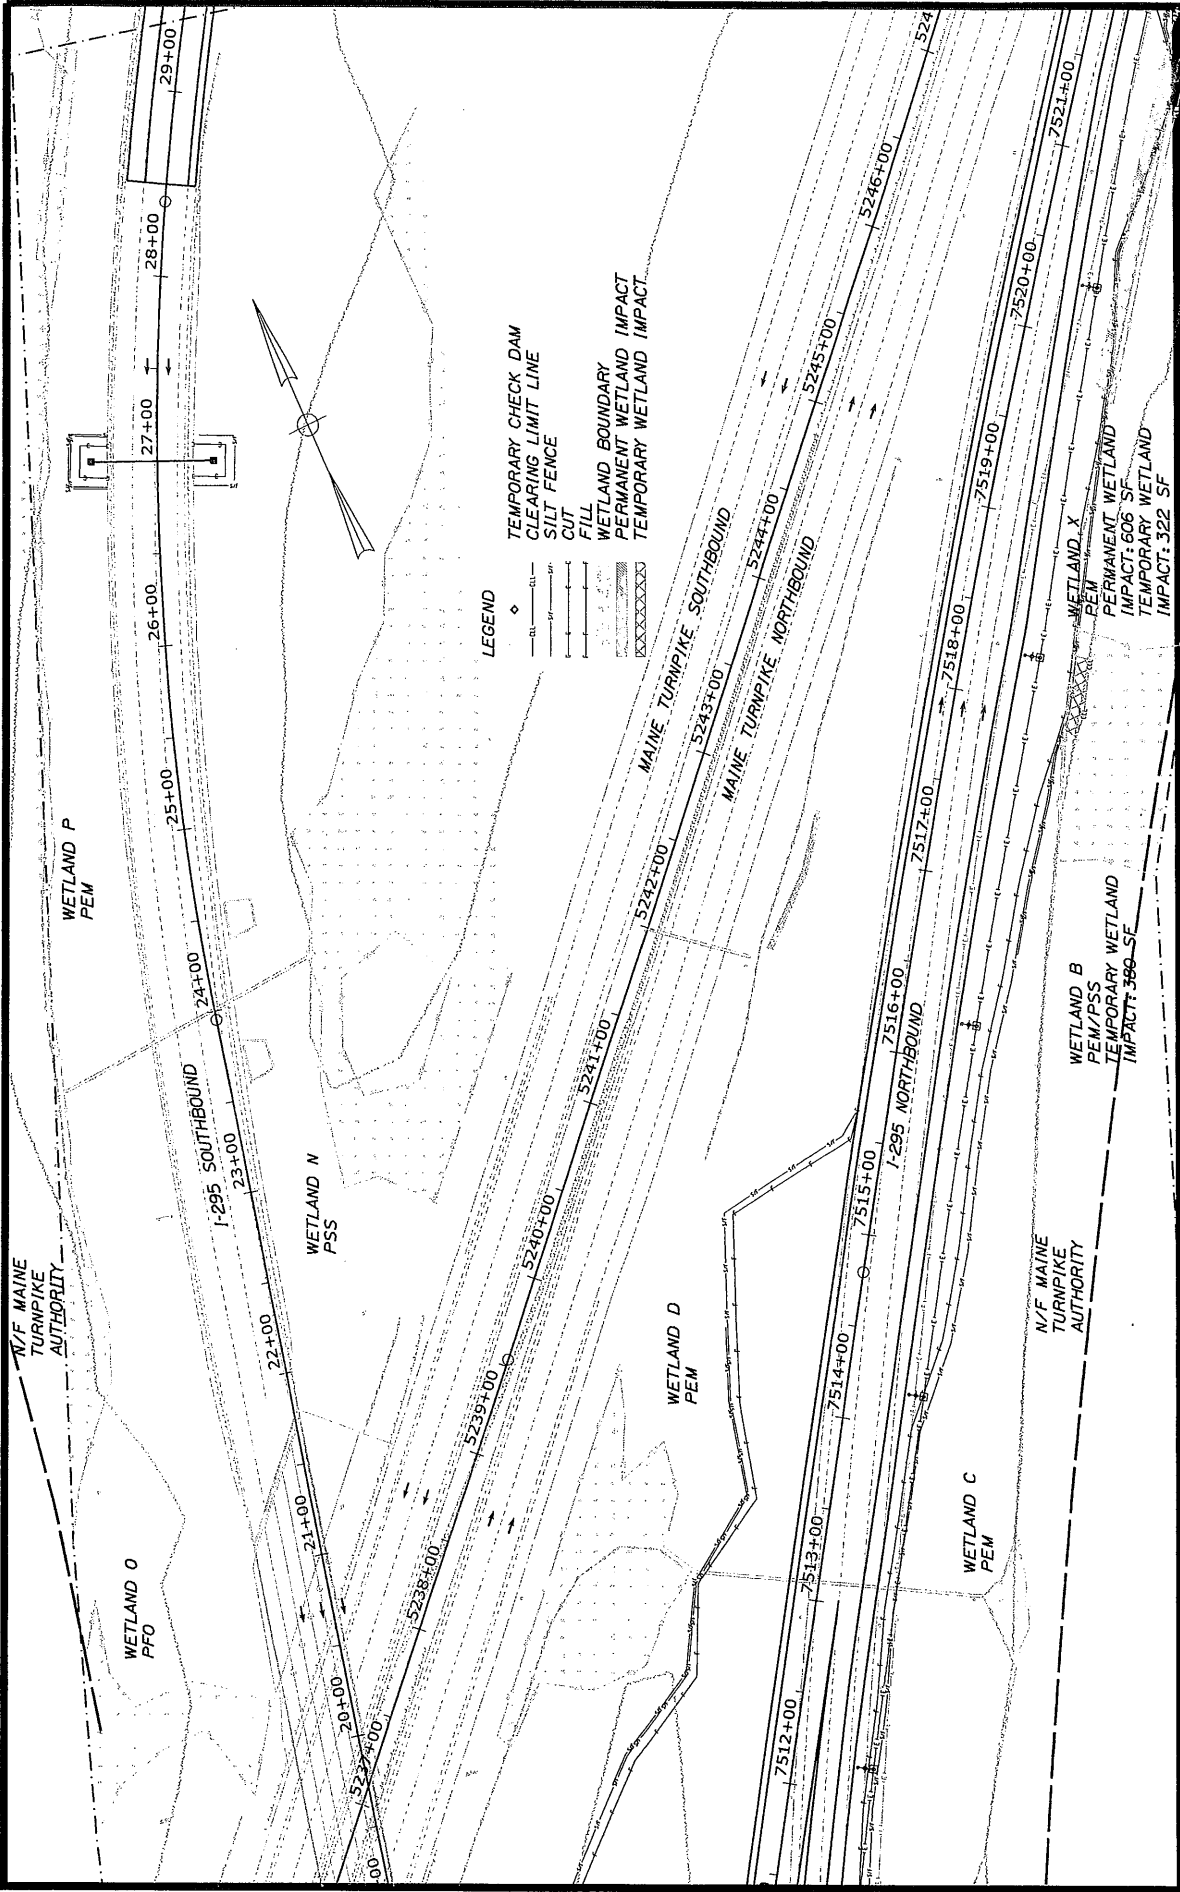 N/F MAINE
TURNPIKE
AUTHORITY
WETLAND O
PFO
WETLAND P
PEM
I-295 SOUTHBOUND
20+00
21+00
22+00
23+00
24+00
25+00
26+00
27+00
28+00
29+00
WETLAND N
PSS
LEGEND
TEMPORARY CHECK DAM
CLEARING LIMIT LINE
SILT FENCE
CUT
FILL
WETLAND BOUNDARY
PERMANENT WETLAND IMPACT
TEMPORARY WETLAND IMPACT
MAINE TURNPIKE SOUTHBOUND
MAINE TURNPIKE NORTHBOUND
5237+00
5238+00
5239+00
5240+00
5241+00
5242+00
5243+00
5244+00
5245+00
5246+00
524
WETLAND D
PEM
I-295 NORTHBOUND
7512+00
7513+00
7514+00
7515+00
7516+00
7517+00
7518+00
7519+00
7520+00
7521+00
WETLAND C
PEM
N/F MAINE
TURNPIKE
AUTHORITY
WETLAND B
PEM/PSS
TEMPORARY WETLAND
IMPACT: 380 SF
WETLAND X
PEM
PERMANENT WETLAND
IMPACT: 606 SF
TEMPORARY WETLAND
IMPACT: 322 SF